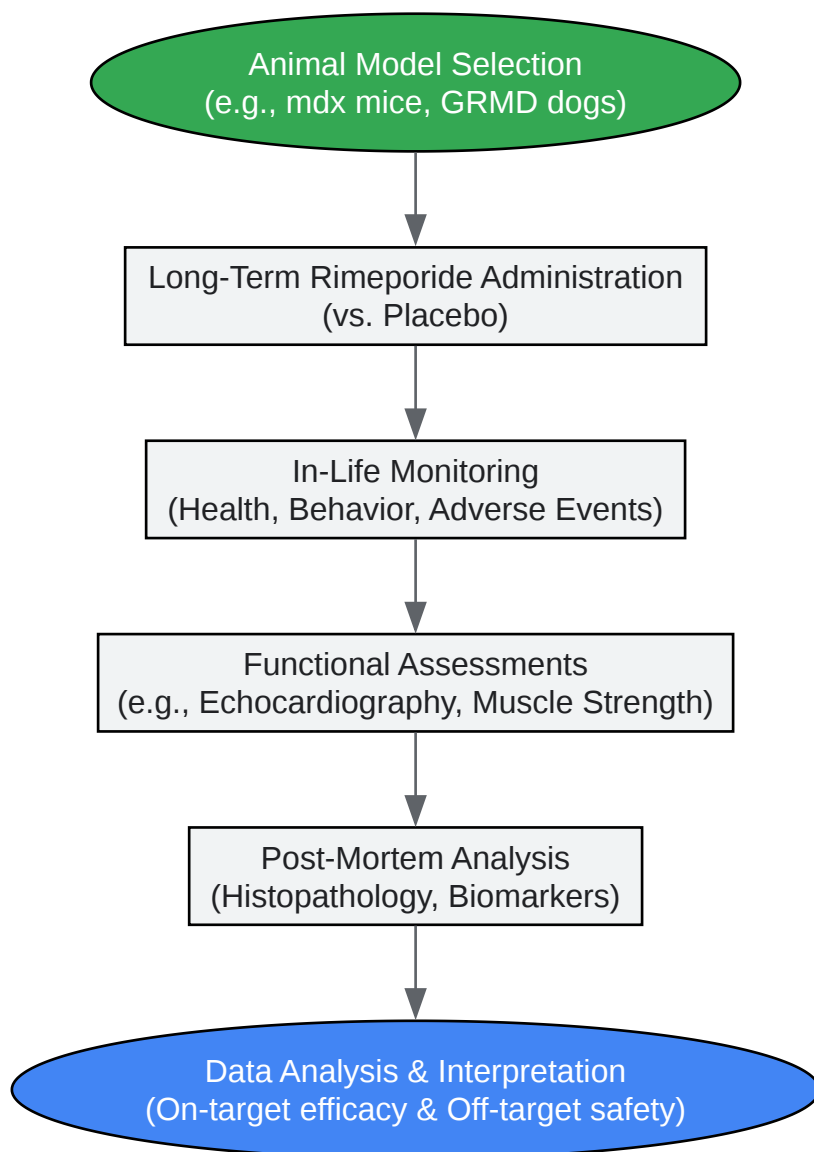 Animal Model Selection
(e.g., mdx mice, GRMD dogs)
Long-Term Rimeporide Administration
(vs. Placebo)
In-Life Monitoring
(Health, Behavior, Adverse Events)
Functional Assessments
(e.g., Echocardiography, Muscle Strength)
Post-Mortem Analysis
(Histopathology, Biomarkers)
Data Analysis & Interpretation
(On-target efficacy & Off-target safety)